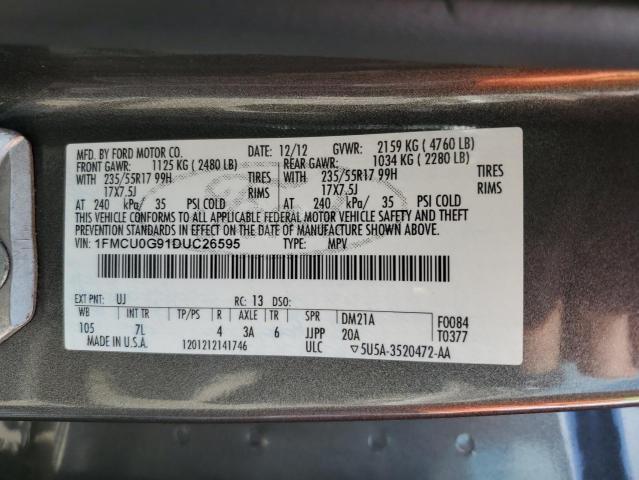 MFD. BY FORD MOTOR CO.
DATE: 12/12 GVWR: 2159 KG ( 4760 LB)
FRONT GAWR: 1125 KG ( 2480 LB) REAR GAWR: 1034 KG ( 2280 LB)
WITH 235/55R17 99H TIRES WITH 235/55R17 99H TIRES
17X7.5J RIMS 17X7.5J RIMS
AT 240 kPa/ 35 PSI COLD AT 240 kPa/ 35 PSI COLD
THIS VEHICLE CONFORMS TO ALL APPLICABLE FEDERAL MOTOR VEHICLE SAFETY AND THEFT
PREVENTION STANDARDS IN EFFECT ON THE DATE OF MANUFACTURE SHOWN ABOVE.
VIN: 1FMCU0G91DUC26595 TYPE: MPV
EXT PNT: UJ RC: 13 DSO:
WB INT TR TP/PS R AXLE TR SPR DM21A F0084
105 7L 4 3A 6 JJPP 20A T0377
MADE IN U.S.A. 1201212141746 ULC ▽5U5A-3520472-AA